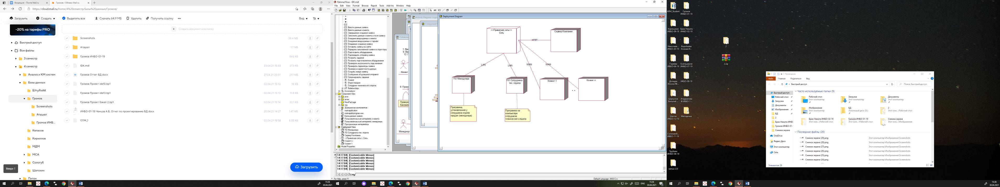 Входящие - Почта Mail.ru
Громов / Облако Mail.ru
https://cloud.mail.ru/home/4%20семестр/Базы%20данных/Громов/
Загрузить
Создать
Выделить все
Скачать 64.9 МБ
Удалить
Получить ссылку
Вид
−20% на тарифы PRO
Создать документ или папку
Быстрый доступ
Все файлы
3 семестр
4 семестр
Анализ и КМ систем
Базы данных
БУтуРлАК
Громов
Screenshots
Аташел
Громов ИНБ...
Келасов
Кириллов
МДМ
МСА
Сологуб
Шатохин
Питон
Вверх ↑
Screenshots 39.4 МБ
Аташел 1.7 МБ
Громов ИНБО-01-19 843 КБ
IDK.mdl 23.04.21 15:55 273 КБ
Громов Отчет БД.docx 27.04.21 20:51 21.1 МБ
Громов Проект idef0.bp1 02.04.21 15:13 16 КБ
Громов Проект idef3.bp1 02.04.21 15:13 11.9 КБ
Громов Проект бэкап 2.bp1 02.04.21 15:14 32.1 КБ
ИНБО-01-19 Ченцов А.Б. Отчет по проектированию БД.docx 20.04.21 14:27 1.47 МБ
COM_1 02.04.21 19:38 6.55 КБ
Загрузить
15:36
30.04.2021
Rational Rose - IDK.mdl
File Edit View Format Browse Report Tools Add-Ins Window Help
Ввести данные заявки
Ввести данные клиента
Завершение создания заявки
Заполнить данные клиента и поля заявки
Ожидание ввода данных клиента
Ожидание ввода данных о тарифе
Ожидание создания заявки
Оставить заявку на сайте
Передача заполненной заявки в отдел прод
Подготовить оборудование
Подтвердить отправку заявки
Получить задание
Получить подготовленное оборудование
Проверить возможность подключения
Проверить параметры заявки
Проверка корректности данных
Создать новую заявку
Сообщение об успешной отправке
Сформировать задание
Клиент
Отдел продаж
Сотрудник технического отдела
Relationships
Associations
Component View
java
javax
NewPackage
org
Диаграмма компонентов
mainapplication
mainapplicprogram.exe
База данных заявок
Пользовательский интерфейс клиента
Пользовательский интерфейс менеджера
Программные интерфейсы
Deployment View
ПО Менеджера
ПО Сотрудника тех. отдела
Сервер Компании
<<Приватная сеть>> Сеть
Клиент n
Клиент 1
Model Properties
Клиент
Менеджер
Deployment Diagram
<<Приватная сеть>>
Сеть
Сервер Компании
HTTP
LAN
LAN
WAN
WAN
ПО Менеджера
ПО Сотрудника
тех. отдела
Клиент 1
. .
Клиент n
Программа,
установленная у
сотрудника отдела
продаж (менеджера)
Программа на
компьютере
сотрудника
технического отдела
14:17:04| [Customizable Menus]
14:17:04| [Customizable Menus]
14:17:04| [Customizable Menus]
14:17:04| [Customizable Menus]
14:17:04| [Customizable Menus]
14:17:04| [Customizable Menus]
Log
For Help, press F1
Default Language: ANSI C++
ENG
15:36
30.04.2021
ARM_Student
Громов ИНБО-01-19
Кирюшкин ИВБО-09-19
Брик Никита ИНБО-02-19
Николаев... ИКБО-20-19
Воробьёва Ксения И...
Горяева ИВБО-06-19
Еситашвили ИНБО-07-19
Долидзе Илона ИВ...
ИКБО-09-19
Циркунов Виталий ...
Атаджанова Ф ИВБО-1...
Шелли ИКБО-12-19
Методичка
Соломени... ИВБО-11-19
Трубкин ИНБО-06-19
ramus-2.0
2
2.zip
Проводник
Файл Главная Поделиться Вид
Быстрый доступ
Поиск: Быстрый доступ
Быстрый доступ
Рабочий стол
Загрузки
Документы
Изображения
БД
2
Брик Никита ИНБО
Громов ИНБО-01-
Снимки экрана
OneDrive
Яндекс.Диск
Этот компьютер
Сеть
Часто используемые папки (9)
Рабочий стол
Этот компьютер
Загрузки
Этот компьютер
Документы
Этот компьютер
Изображения
Этот компьютер
БД
Локальный диск (D:)
2
Этот ком...\Рабочий стол
Брик Никита ИНБО-02-19
Этот ком...\Рабочий стол
Громов ИНБО-01-19
Этот ком...\Рабочий стол
Снимки экрана
Этот ком...\Изображения
Последние файлы (20)
Снимок экрана (29).png Этот компьютер\Изображения\Screenshots
Снимок экрана (28).png Этот компьютер\Изображения\Screenshots
Снимок экрана (27).png Этот компьютер\Изображения\Screenshots
Снимок экрана (26).png Этот компьютер\Изображения\Screenshots
Снимок экрана (25).png Этот компьютер\Изображения\Screenshots
Снимок экрана (24).png Этот компьютер\Изображения\Screenshots
Элементов: 29
15:36
30.04.2021